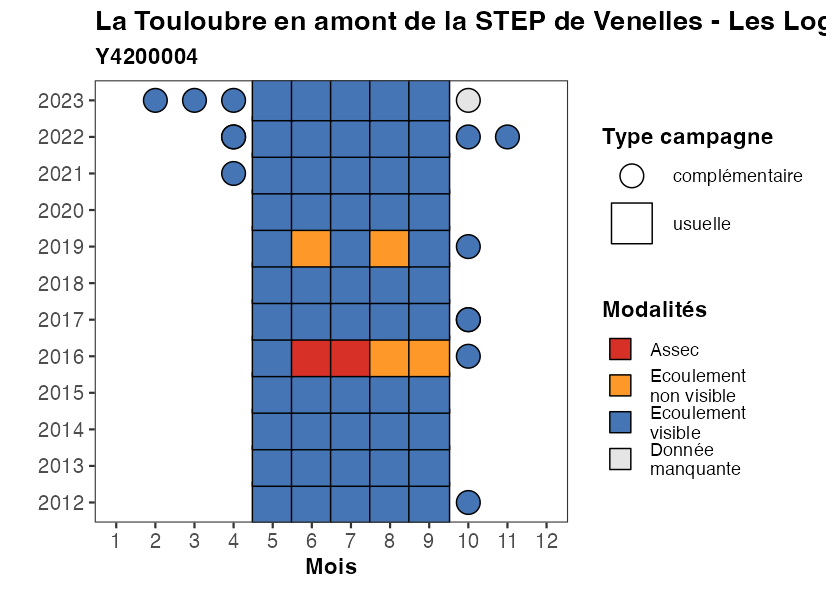 La Touloubre en amont de la STEP de Venelles - Les Log
Y4200004
2023
2022
2021
2020
2019
2018
2017
2016
2015
2014
2013
2012
1 2 3 4 5 6 7 8 9 10 11 12
Mois
Type campagne
complémentaire
usuelle
Modalités
Assec
Ecoulement
non visible
Ecoulement
visible
Donnée
manquante